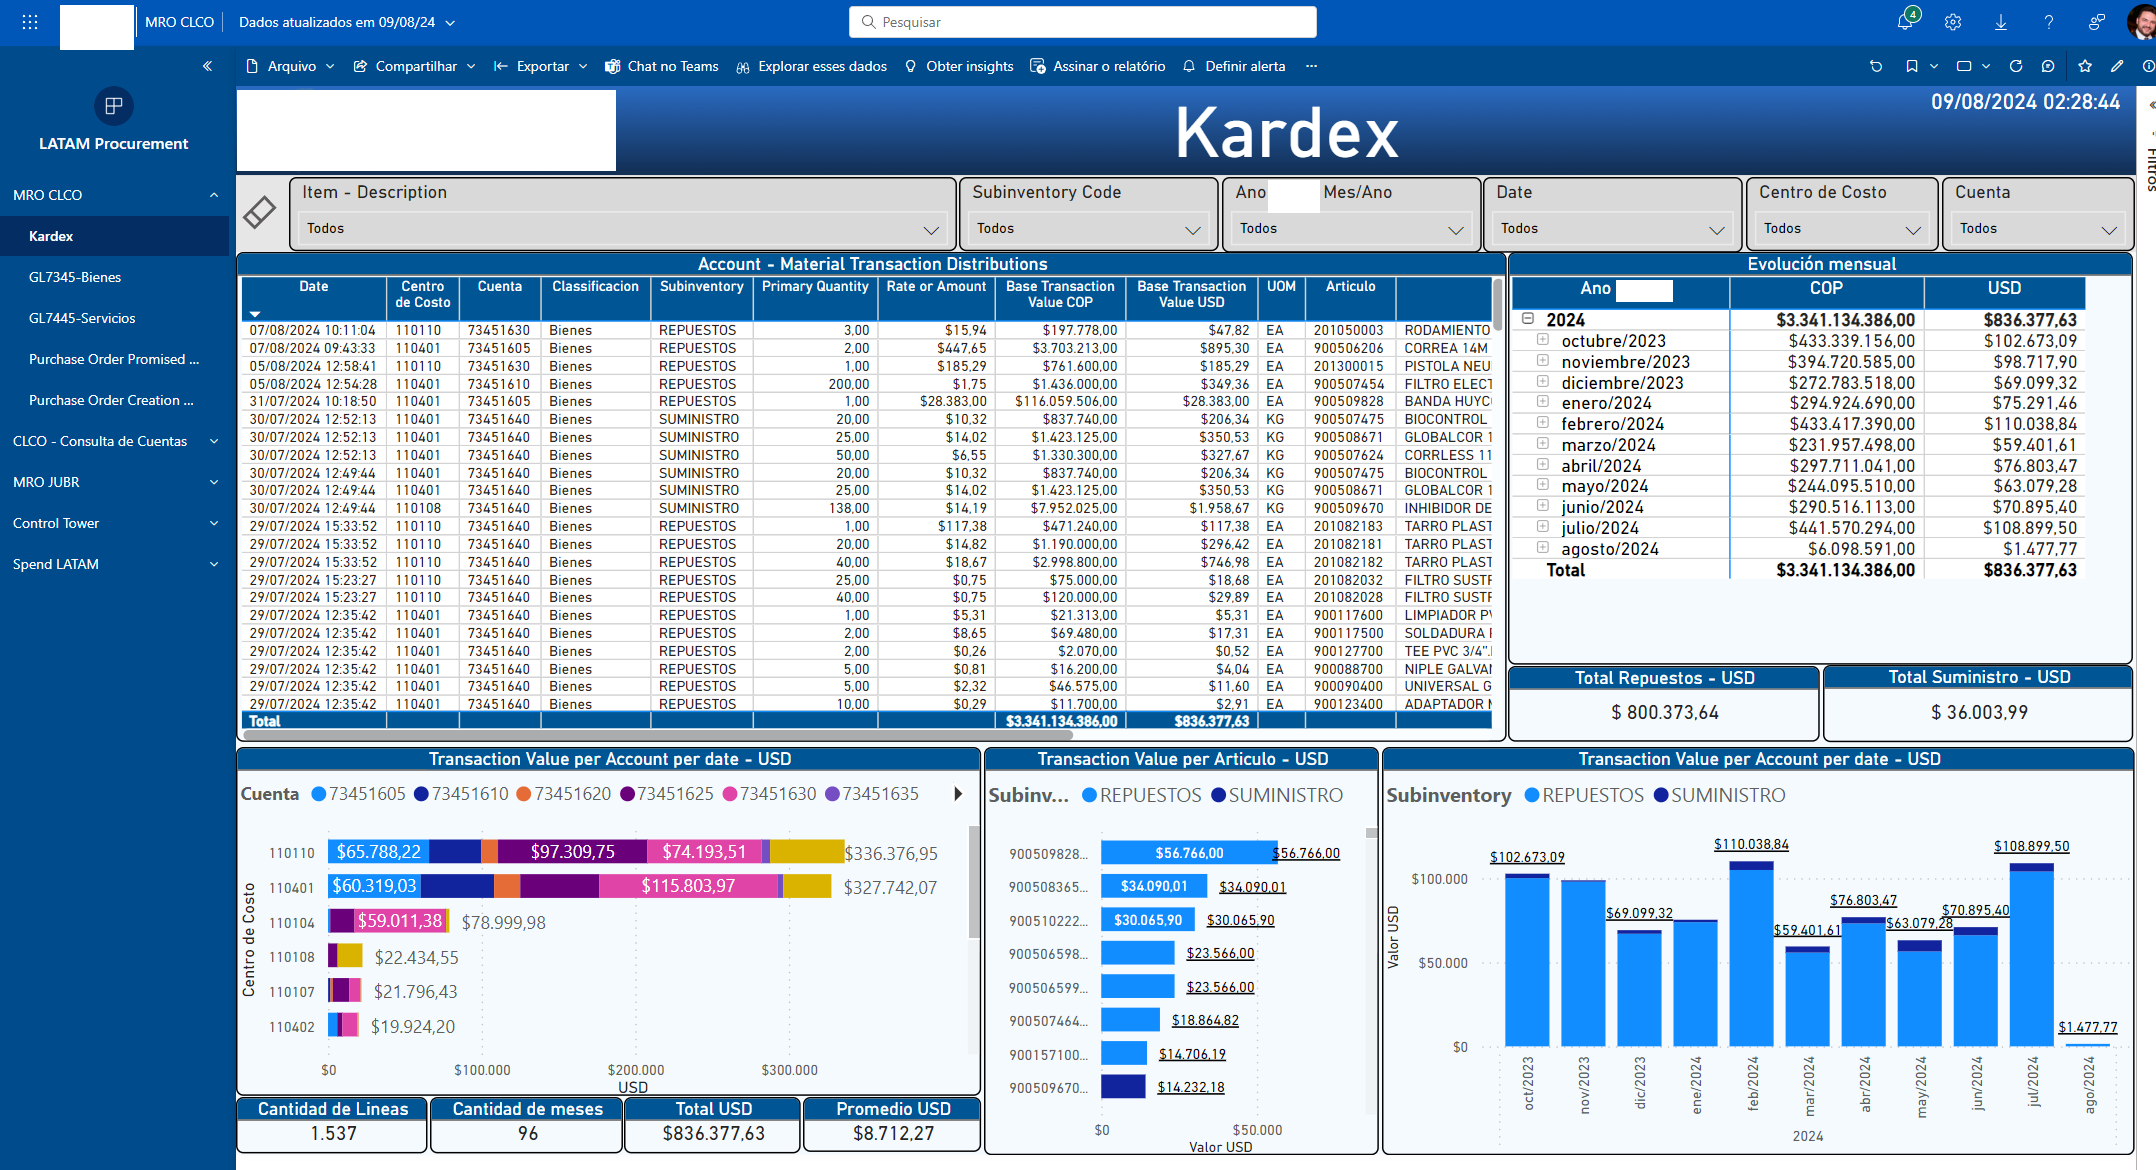 MRO CLCO
Dados atualizados em 09/08/24
Pesquisar
4
Arquivo
Compartilhar
Exportar
Chat no Teams
Explorar esses dados
Obter insights
Assinar o relatório
Definir alerta
LATAM Procurement
MRO CLCO
Kardex
GL7345-Bienes
GL7445-Servicios
Purchase Order Promised ...
Purchase Order Creation ...
CLCO - Consulta de Cuentas
MRO JUBR
Control Tower
Spend LATAM
Kardex
09/08/2024 02:28:44
Filtros
Item - Description
Todos
Subinventory Code
Todos
Ano Mes/Ano
Todos
Date
Todos
Centro de Costo
Todos
Cuenta
Todos
Account - Material Transaction Distributions
Date Centro de Costo Cuenta Classificacion Subinventory Primary Quantity Rate or Amount Base Transaction Value COP Base Transaction Value USD UOM Articulo
07/08/2024 10:11:04 110110 73451630 Bienes REPUESTOS 3,00 $15,94 $197.778,00 $47,82 EA 201050003 RODAMIENTO
07/08/2024 09:43:33 110401 73451605 Bienes REPUESTOS 2,00 $447,65 $3.703.213,00 $895,30 EA 900506206 CORREA 14M
05/08/2024 12:58:41 110110 73451630 Bienes REPUESTOS 1,00 $185,29 $761.600,00 $185,29 EA 201300015 PISTOLA NEU
05/08/2024 12:54:28 110401 73451610 Bienes REPUESTOS 200,00 $1,75 $1.436.000,00 $349,36 EA 900507454 FILTRO ELECT
31/07/2024 10:18:50 110401 73451605 Bienes REPUESTOS 1,00 $28.383,00 $116.059.506,00 $28.383,00 EA 900509828 BANDA HUYC
30/07/2024 12:52:13 110401 73451640 Bienes SUMINISTRO 20,00 $10,32 $837.740,00 $206,34 KG 900507475 BIOCONTROL
30/07/2024 12:52:13 110401 73451640 Bienes SUMINISTRO 25,00 $14,02 $1.423.125,00 $350,53 KG 900508671 GLOBALCOR 1
30/07/2024 12:52:13 110401 73451640 Bienes SUMINISTRO 50,00 $6,55 $1.330.300,00 $327,67 KG 900507624 CORRLESS 11
30/07/2024 12:49:44 110401 73451640 Bienes SUMINISTRO 20,00 $10,32 $837.740,00 $206,34 KG 900507475 BIOCONTROL
30/07/2024 12:49:44 110401 73451640 Bienes SUMINISTRO 25,00 $14,02 $1.423.125,00 $350,53 KG 900508671 GLOBALCOR 1
30/07/2024 12:49:44 110108 73451640 Bienes SUMINISTRO 138,00 $14,19 $7.952.025,00 $1.958,67 KG 900509670 INHIBIDOR DE
29/07/2024 15:33:52 110110 73451640 Bienes REPUESTOS 1,00 $117,38 $471.240,00 $117,38 EA 201082183 TARRO PLAST
29/07/2024 15:33:52 110110 73451640 Bienes REPUESTOS 20,00 $14,82 $1.190.000,00 $296,42 EA 201082181 TARRO PLAST
29/07/2024 15:33:52 110110 73451640 Bienes REPUESTOS 40,00 $18,67 $2.998.800,00 $746,98 EA 201082182 TARRO PLAST
29/07/2024 15:23:27 110110 73451640 Bienes REPUESTOS 25,00 $0,75 $75.000,00 $18,68 EA 201082032 FILTRO SUSTR
29/07/2024 15:23:27 110110 73451640 Bienes REPUESTOS 40,00 $0,75 $120.000,00 $29,89 EA 201082028 FILTRO SUSTR
29/07/2024 12:35:42 110401 73451640 Bienes REPUESTOS 1,00 $5,31 $21.313,00 $5,31 EA 900117600 LIMPIADOR PV
29/07/2024 12:35:42 110401 73451640 Bienes REPUESTOS 2,00 $8,65 $69.480,00 $17,31 EA 900117500 SOLDADURA
29/07/2024 12:35:42 110401 73451640 Bienes REPUESTOS 2,00 $0,26 $2.070,00 $0,52 EA 900127700 TEE PVC 3/4".
29/07/2024 12:35:42 110401 73451640 Bienes REPUESTOS 5,00 $0,81 $16.200,00 $4,04 EA 900088700 NIPLE GALVA
29/07/2024 12:35:42 110401 73451640 Bienes REPUESTOS 5,00 $2,32 $46.575,00 $11,60 EA 900090400 UNIVERSAL G
29/07/2024 12:35:42 110401 73451640 Bienes REPUESTOS 10,00 $0,29 $11.700,00 $2,91 EA 900123400 ADAPTADOR
Total $3.341.134.386,00 $836.377,63
Evolución mensual
Ano COP USD
2024 $3.341.134.386,00 $836.377,63
octubre/2023 $433.339.156,00 $102.673,09
noviembre/2023 $394.720.585,00 $98.717,90
diciembre/2023 $272.783.518,00 $69.099,32
enero/2024 $294.924.690,00 $75.291,46
febrero/2024 $433.417.390,00 $110.038,84
marzo/2024 $231.957.498,00 $59.401,61
abril/2024 $297.711.041,00 $76.803,47
mayo/2024 $244.095.510,00 $63.079,28
junio/2024 $290.516.113,00 $70.895,40
julio/2024 $441.570.294,00 $108.899,50
agosto/2024 $6.098.591,00 $1.477,77
Total $3.341.134.386,00 $836.377,63
Total Repuestos - USD
$ 800.373,64
Total Suministro - USD
$ 36.003,99
Transaction Value per Account per date - USD
Cuenta 73451605 73451610 73451620 73451625 73451630 73451635
Centro de Costo
110110 $65.788,22 $97.309,75 $74.193,51 $336.376,95
110401 $60.319,03 $115.803,97 $327.742,07
110104 $59.011,38 $78.999,98
110108 $22.434,55
110107 $21.796,43
110402 $19.924,20
$0 $100.000 $200.000 $300.000
USD
Cantidad de Lineas
1.537
Cantidad de meses
96
Total USD
$836.377,63
Promedio USD
$8.712,27
Transaction Value per Articulo - USD
Subinv... REPUESTOS SUMINISTRO
900509828... $56.766,00 $56.766,00
900508365... $34.090,01 $34.090,01
900510222... $30.065,90 $30.065,90
900506598... $23.566,00
900506599... $23.566,00
900507464... $18.864,82
900157100... $14.706,19
900509670... $14.232,18
$0 $50.000
Valor USD
Transaction Value per Account per date - USD
Subinventory REPUESTOS SUMINISTRO
Valor USD
$100.000
$50.000
$0
$102.673,09
$69.099,32
$110.038,84
$59.401,61
$76.803,47
$63.079,28
$70.895,40
$108.899,50
$1.477,77
oct/2023 nov/2023 dic/2023 ene/2024 feb/2024 mar/2024 abr/2024 may/2024 jun/2024 jul/2024 ago/2024
2024